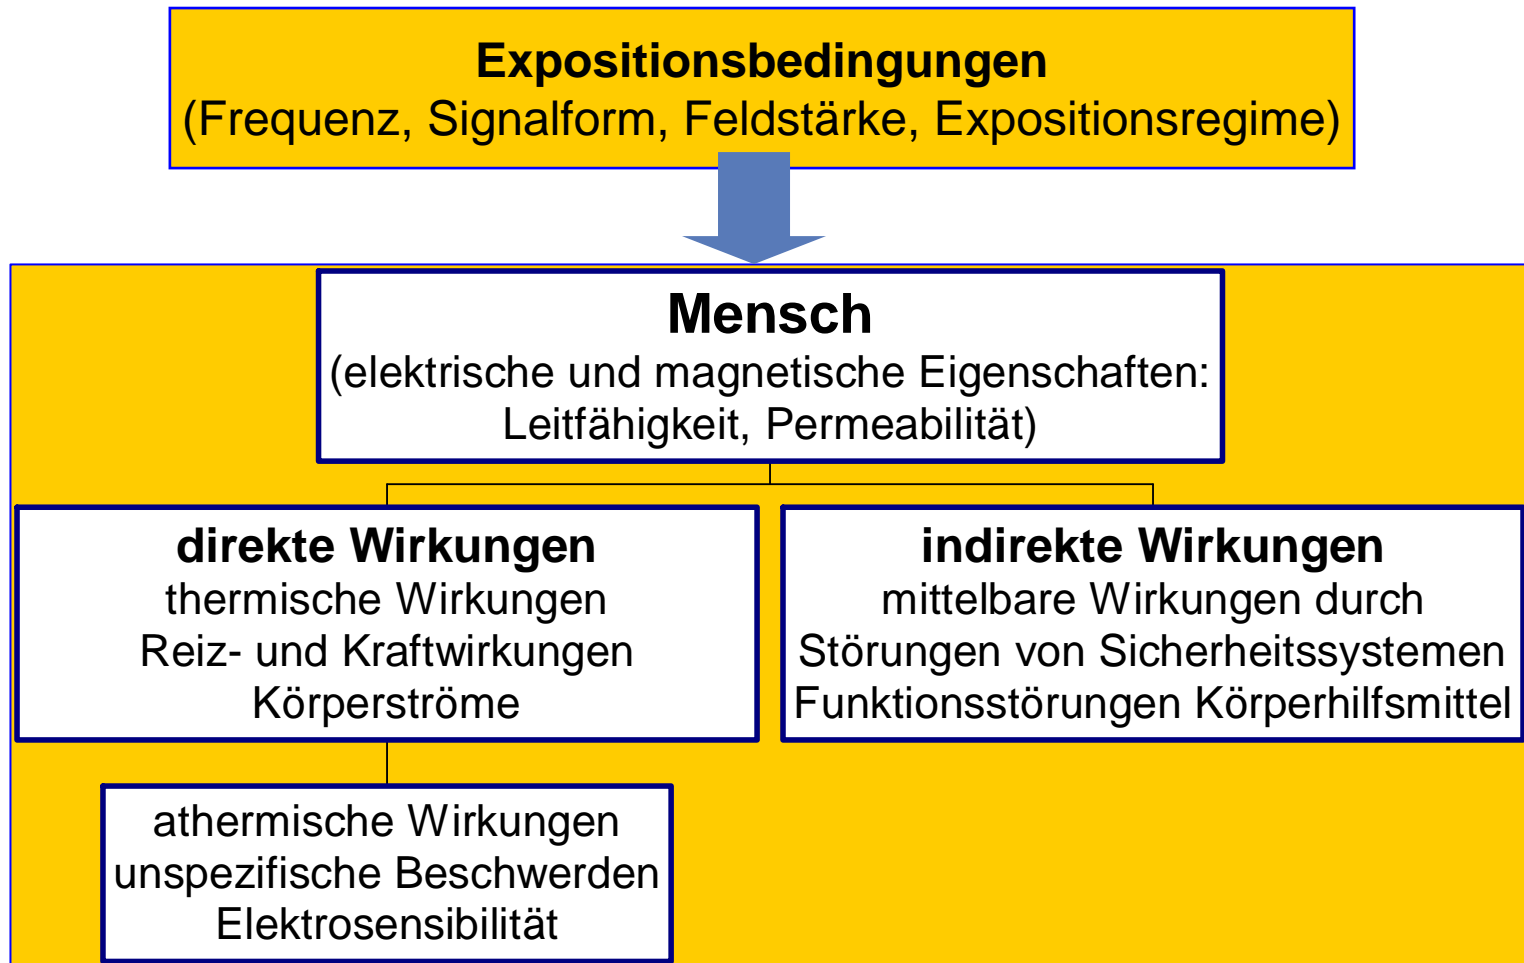 Expositionsbedingungen
(Frequenz, Signalform, Feldstärke, Expositionsregime)
Mensch
(elektrische und magnetische Eigenschaften:
Leitfähigkeit, Permeabilität)
direkte Wirkungen
thermische Wirkungen
Reiz- und Kraftwirkungen
Körperströme
indirekte Wirkungen
mittelbare Wirkungen durch
Störungen von Sicherheitssystemen
Funktionsstörungen Körperhilfsmittel
athermische Wirkungen
unspezifische Beschwerden
Elektrosensibilität